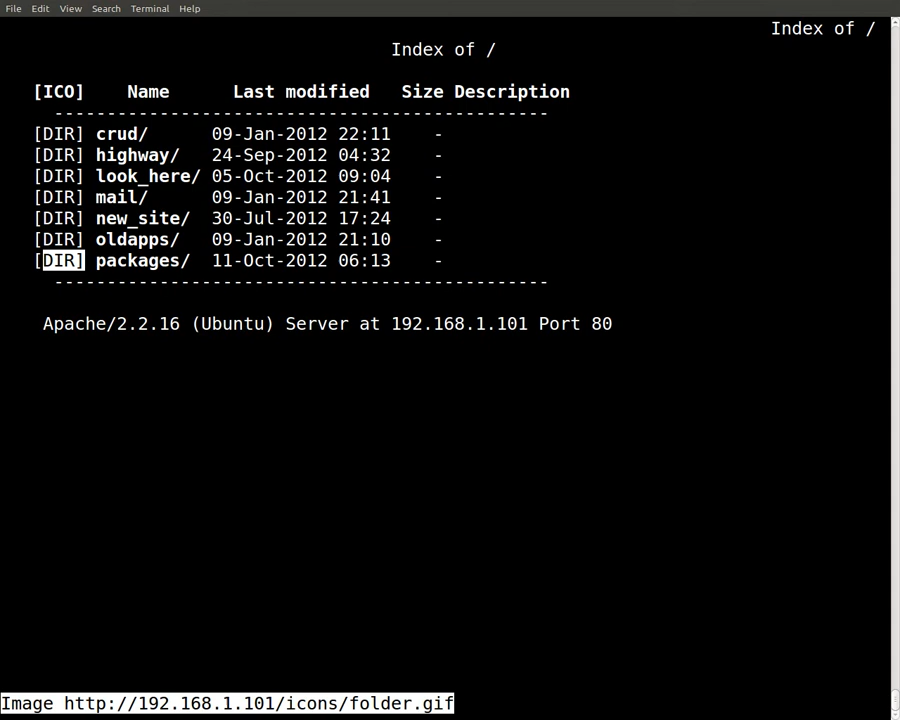 File Edit View Search Terminal Help
Index of /
Index of /
[ICO] Name Last modified Size Description
-----------------------------------------------
[DIR] crud/ 09-Jan-2012 22:11 -
[DIR] highway/ 24-Sep-2012 04:32 -
[DIR] look_here/ 05-Oct-2012 09:04 -
[DIR] mail/ 09-Jan-2012 21:41 -
[DIR] new_site/ 30-Jul-2012 17:24 -
[DIR] oldapps/ 09-Jan-2012 21:10 -
[DIR] packages/ 11-Oct-2012 06:13 -
-----------------------------------------------
Apache/2.2.16 (Ubuntu) Server at 192.168.1.101 Port 80
Image http://192.168.1.101/icons/folder.gif